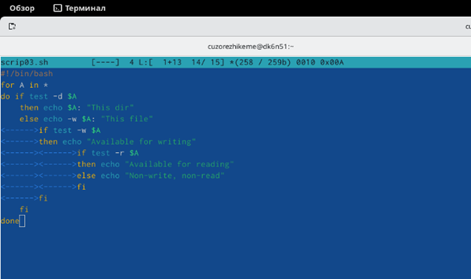 Обзор Терминал
cu
cuzorezhikeme@dk6n51:~
scrip03.sh [----] 4 L:[ 1+13 14/ 15] *(258 / 259b) 0010 0x00A
#!/bin/bash
for A in *
do if test -d $A
then echo $A: "This dir"
else echo -w $A: "This file"
<------>if test -w $A
<------>then echo "Available for writing"
<------><------>if test -r $A
<------><------>then echo "Available for reading"
<------><------>else echo "Non-write, non-read"
<------><------>fi
<------>fi
fi
done